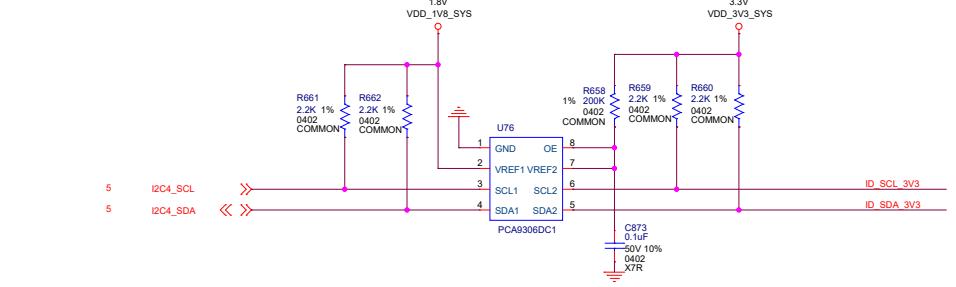 1.8V
VDD_1V8_SYS
3.3V
VDD_3V3_SYS
R661
2.2K 1%
0402
COMMON
R662
2.2K 1%
0402
COMMON
R658
1% 200K
0402
COMMON
R659
2.2K 1%
0402
COMMON
R660
2.2K 1%
0402
COMMON
U76
1 GND OE 8
2 VREF1 VREF2 7
3 SCL1 SCL2 6
4 SDA1 SDA2 5
PCA9306DC1
5 I2C4_SCL
5 I2C4_SDA
ID_SCL_3V3
ID_SDA_3V3
C873
0.1uF
50V 10%
0402
X7R